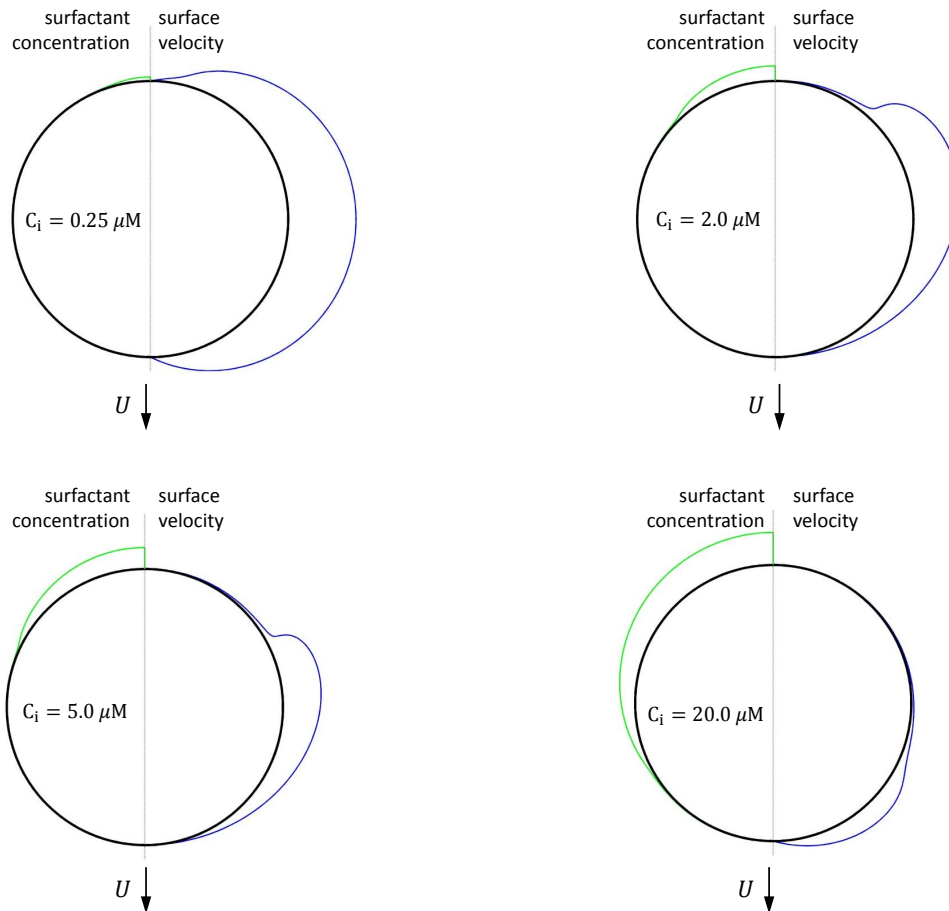 surfactant concentration
surface velocity
C_i = 0.25 μM
U
surfactant concentration
surface velocity
C_i = 2.0 μM
U
surfactant concentration
surface velocity
C_i = 5.0 μM
U
surfactant concentration
surface velocity
C_i = 20.0 μM
U